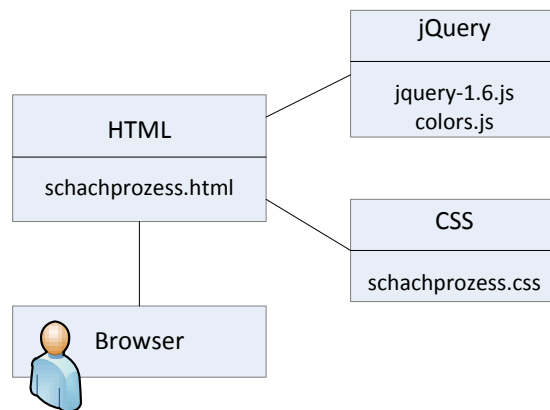 jQuery
jquery-1.6.js
colors.js
HTML
schachprozess.html
CSS
schachprozess.css
Browser